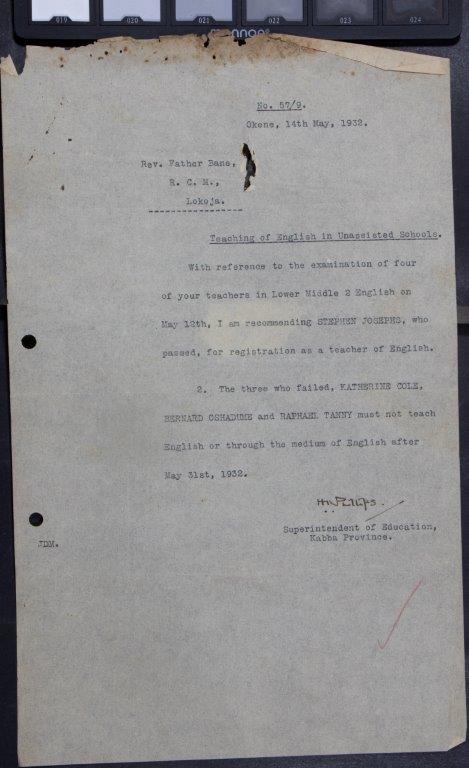 019 020 021 022 023 024
No. 57/9.
Okene, 14th May, 1932.
Rev. Father Bane,
R. C. M.,
Lokoja.
Teaching of English in Unassisted Schools.
With reference to the examination of four
of your teachers in Lower Middle 2 English on
May 12th, I am recommending STEPHEN JOSEPHS, who
passed, for registration as a teacher of English.
2. The three who failed, KATHERINE COLE,
BERNARD OSHADUME and RAPHAEL TANNY must not teach
English or through the medium of English after
May 31st, 1932.
Superintendent of Education,
Kabba Province.
JDM.